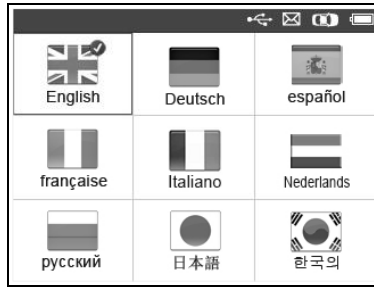 English
Deutsch
español
française
Italiano
Nederlands
русский
日本語
한국의